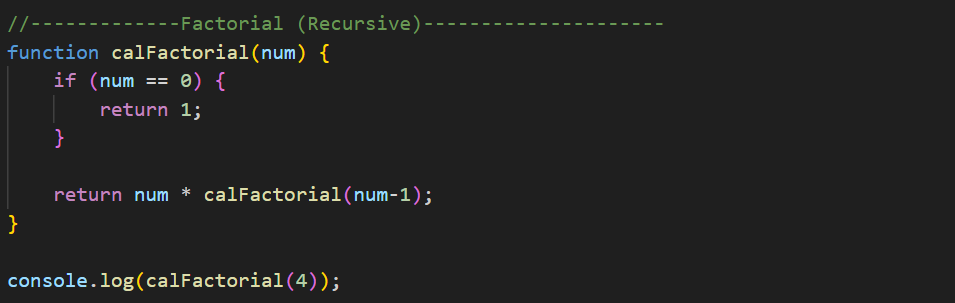 //-------------Factorial (Recursive)---------------------
function calFactorial(num) {
    if (num == 0) {
        return 1;
    }
    return num * calFactorial(num-1);
}
console.log(calFactorial(4));